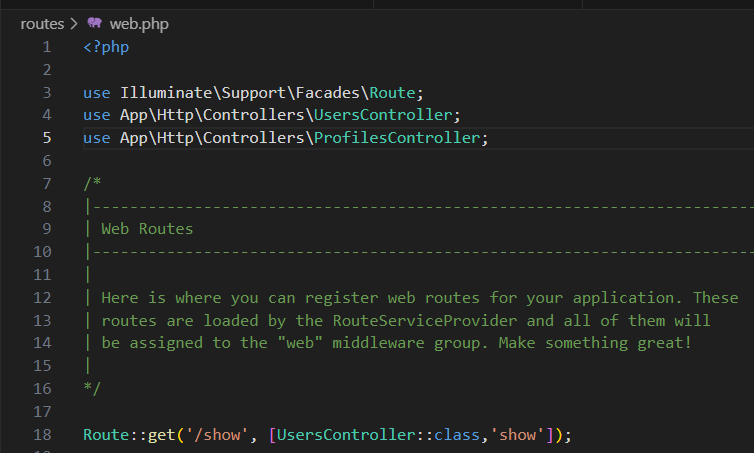 routes > web.php
1 <?php
2
3 use Illuminate\Support\Facades\Route;
4 use App\Http\Controllers\UsersController;
5 use App\Http\Controllers\ProfilesController;
6
7 /*
8 |--------------------------------------------------------------------------
9 | Web Routes
10 |--------------------------------------------------------------------------
11 |
12 | Here is where you can register web routes for your application. These
13 | routes are loaded by the RouteServiceProvider and all of them will
14 | be assigned to the "web" middleware group. Make something great!
15 |
16 */
17
18 Route::get('/show', [UsersController::class,'show']);